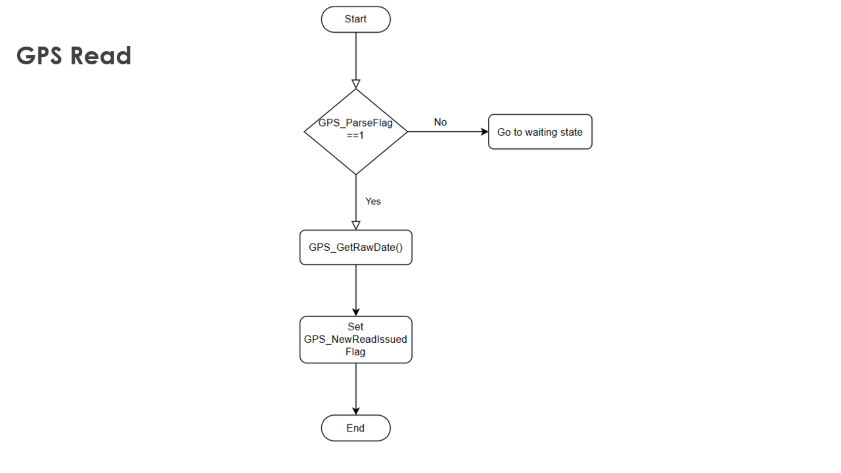 Start
GPS Read
GPS_ParseFlag
==1
No
Go to waiting state
Yes
GPS_GetRawDate()
Set
GPS_NewReadIssued
Flag
End